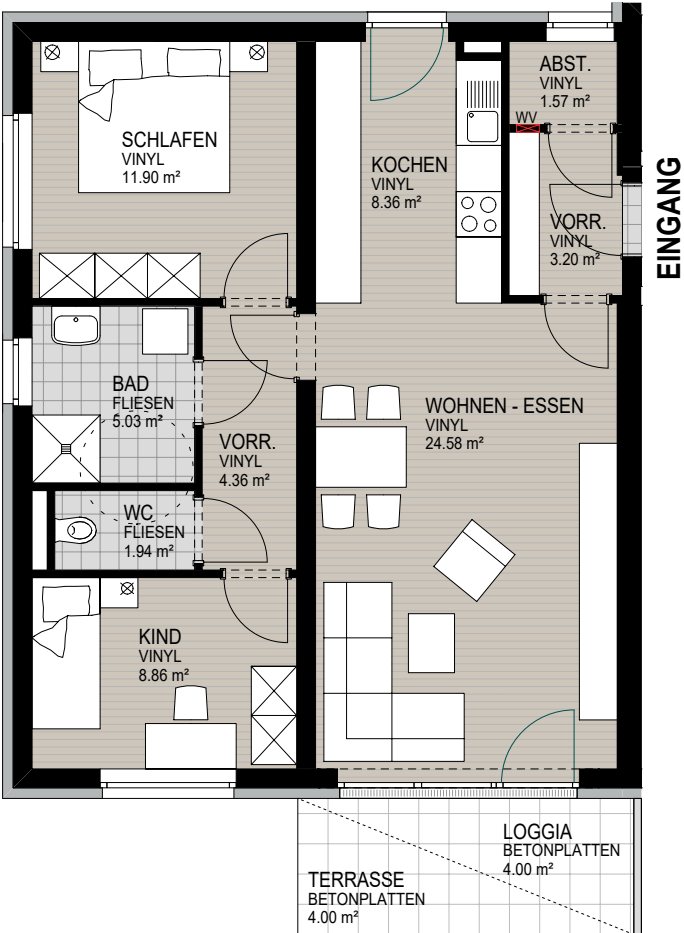 ABST.
VINYL
1.57 m²
WV
SCHLAFEN
VINYL
11.90 m²
KOCHEN
VINYL
8.36 m²
VORR.
VINYL
3.20 m²
EINGANG
BAD
FLIESEN
5.03 m²
VORR.
VINYL
4.36 m²
WOHNEN - ESSEN
VINYL
24.58 m²
WC
FLIESEN
1.94 m²
KIND
VINYL
8.86 m²
LOGGIA
BETONPLATTEN
4.00 m²
TERRASSE
BETONPLATTEN
4.00 m²